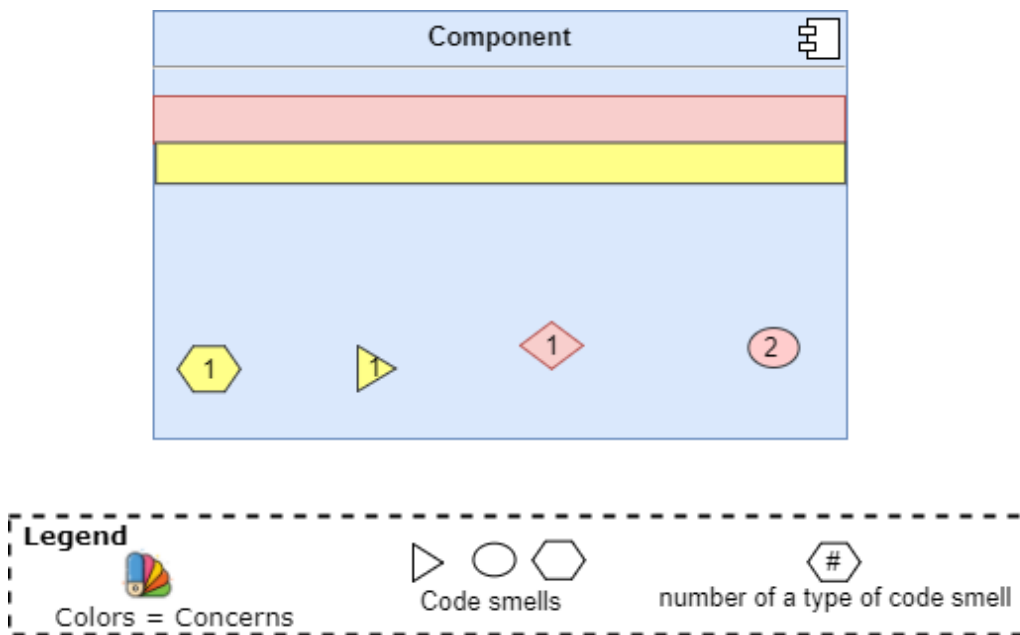 Component
1
1
1
2
Legend
#
Colors = Concerns
Code smells
number of a type of code smell